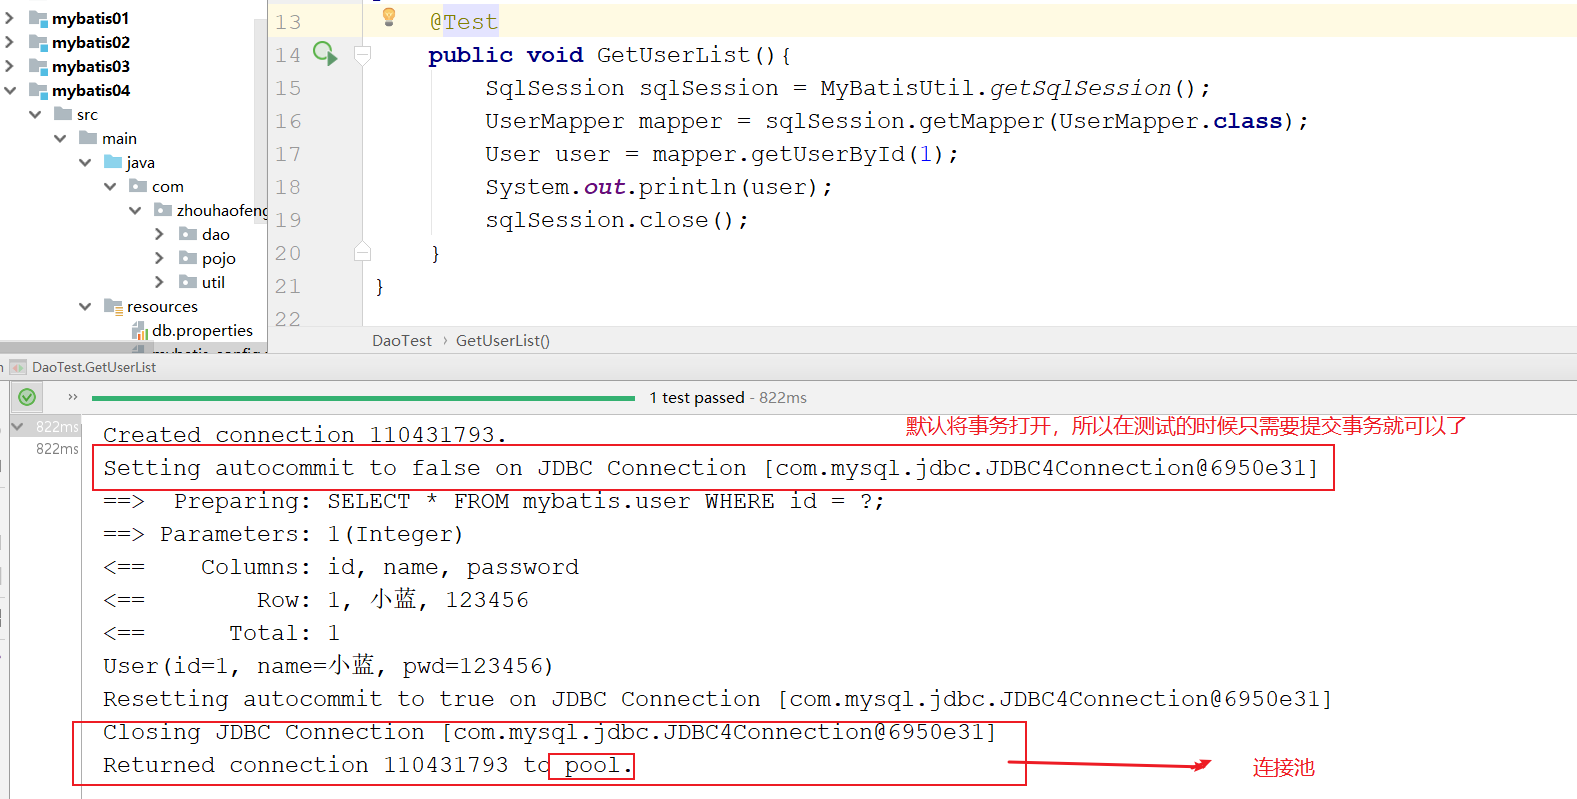 mybatis01
mybatis02
mybatis03
mybatis04
src
main
java
com
zhouhaofeng
dao
pojo
util
resources
db.properties
13 @Test
14 public void GetUserList(){
15 SqlSession sqlSession = MyBatisUtil.getSqlSession();
16 UserMapper mapper = sqlSession.getMapper(UserMapper.class);
17 User user = mapper.getUserById(1);
18 System.out.println(user);
19 sqlSession.close();
20 }
21 }
22
DaoTest › GetUserList()
DaoTest.GetUserList
» 1 test passed - 822ms
822ms
822ms
默认将事务打开，所以在测试的时候只需要提交事务就可以了
Created connection 110431793.
Setting autocommit to false on JDBC Connection [com.mysql.jdbc.JDBC4Connection@6950e31]
==>  Preparing: SELECT * FROM mybatis.user WHERE id = ?;
==> Parameters: 1(Integer)
<==    Columns: id, name, password
<==        Row: 1, 小蓝, 123456
<==      Total: 1
User(id=1, name=小蓝, pwd=123456)
Resetting autocommit to true on JDBC Connection [com.mysql.jdbc.JDBC4Connection@6950e31]
Closing JDBC Connection [com.mysql.jdbc.JDBC4Connection@6950e31]
Returned connection 110431793 to pool.
连接池